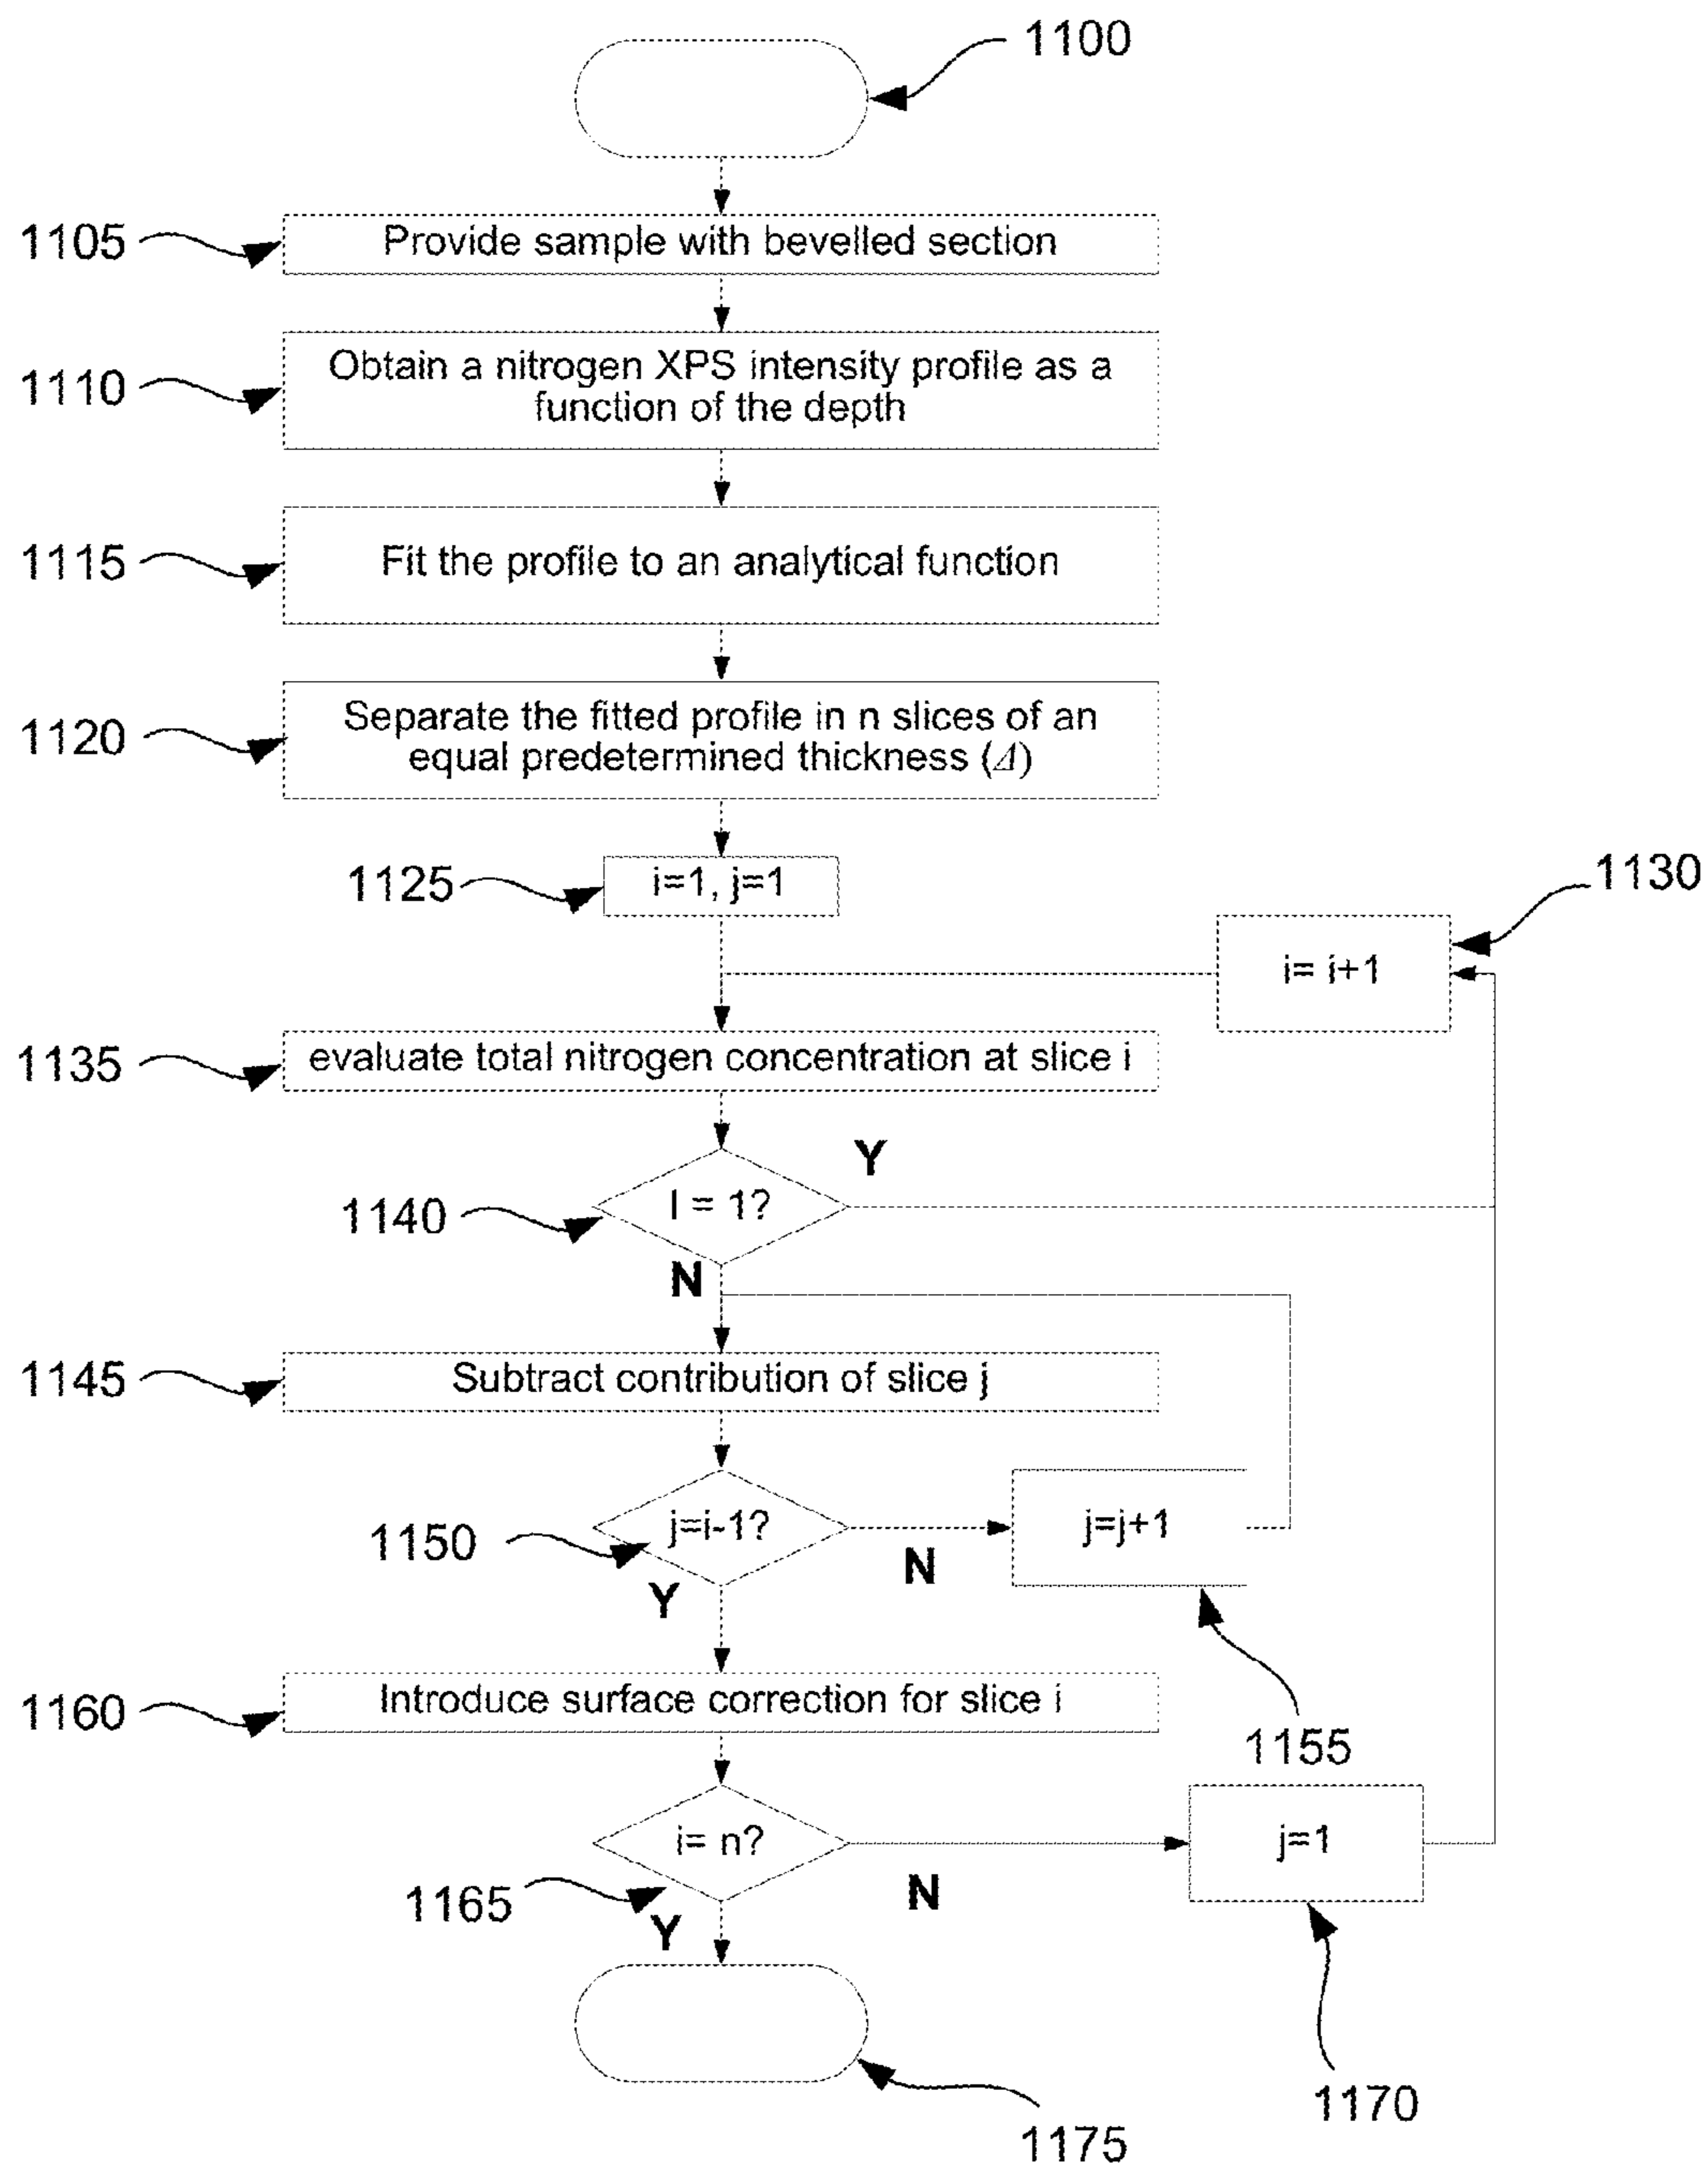 1100
1105
Provide sample with bevelled section
1110
Obtain a nitrogen XPS intensity profile as a
function of the depth
1115
Fit the profile to an analytical function
1120
Separate the fitted profile in n slices of an
equal predetermined thickness (Δ)
1125
i=1, j=1
1130
i= i+1
1135
evaluate total nitrogen concentration at slice i
Y
1140
I = 1?
N
1145
Subtract contribution of slice j
1150
j=i-1?
N
j=j+1
Y
1160
Introduce surface correction for slice i
1155
i= n?
j=1
1165
N
Y
1170
1175